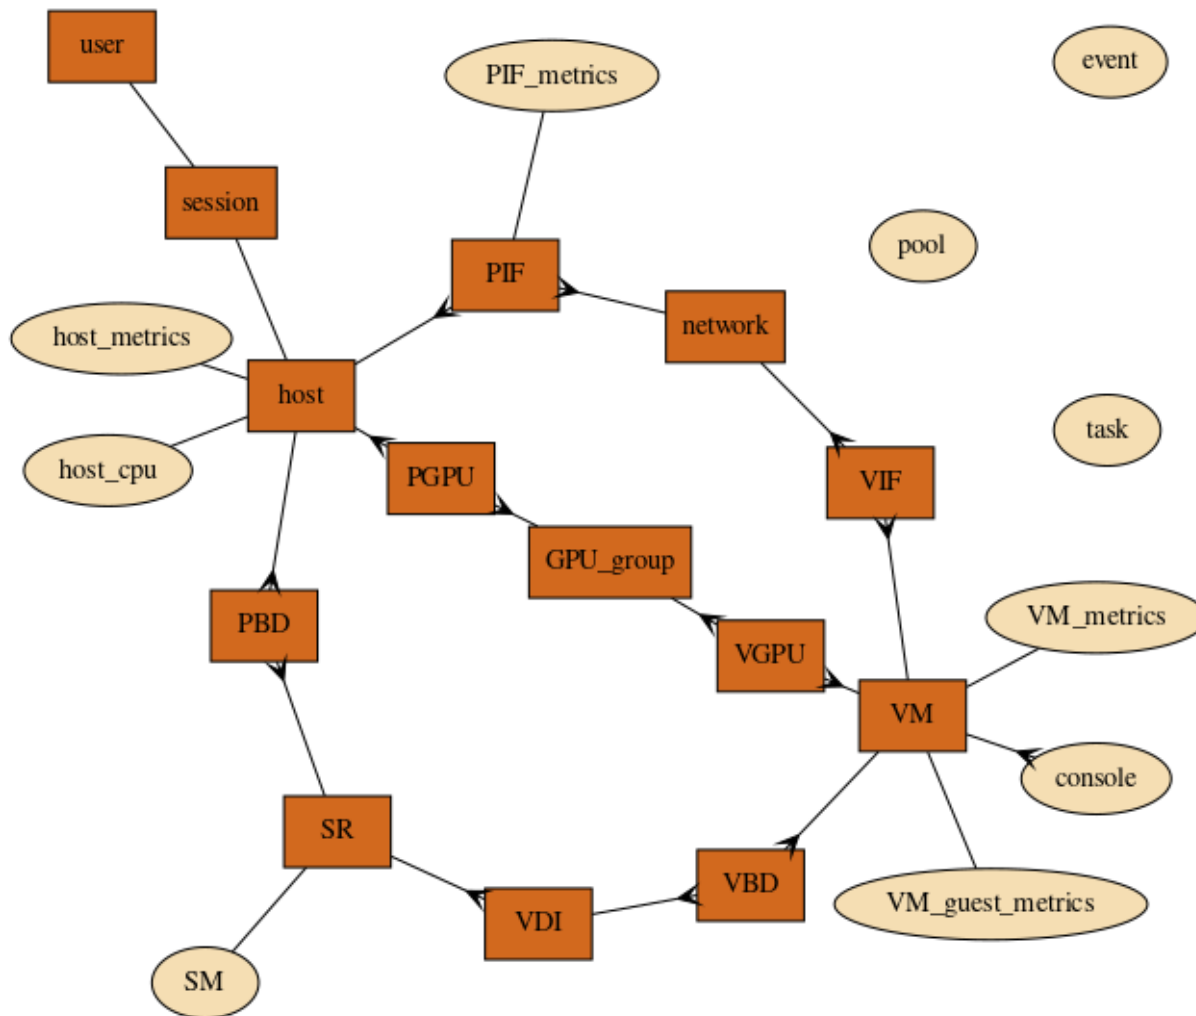 user
PIF_metrics
event
session
pool
PIF
network
host_metrics
host
task
host_cpu
PGPU
VIF
GPU_group
PBD
VM_metrics
VGPU
VM
console
SR
VBD
VM_guest_metrics
VDI
SM